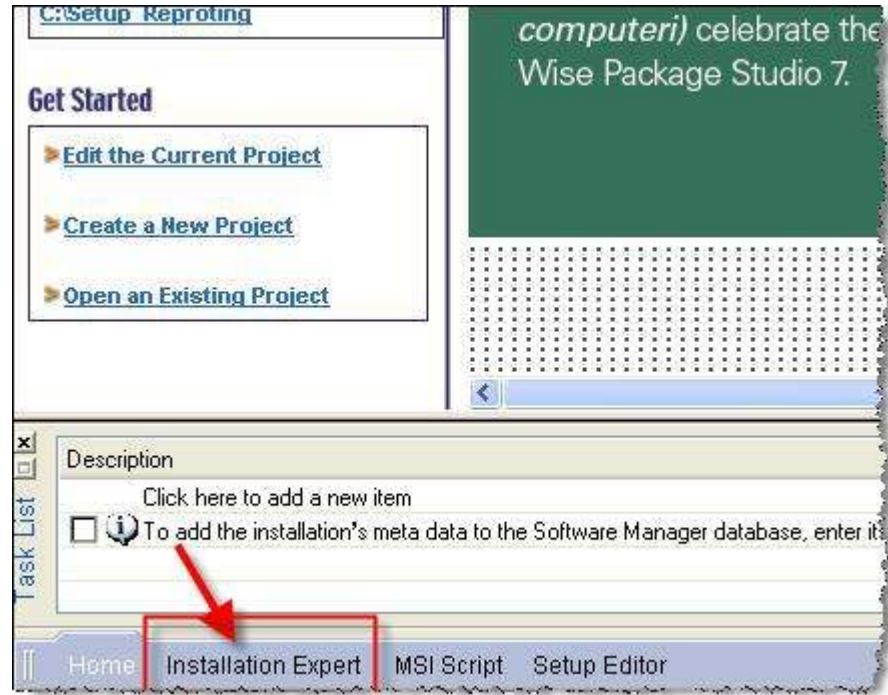 C:\Setup Reproting
computeri) celebrate the
Wise Package Studio 7.
Get Started
Edit the Current Project
Create a New Project
Open an Existing Project
Task List
Description
Click here to add a new item
To add the installation's meta data to the Software Manager database, enter it
Home Installation Expert MSI Script Setup Editor